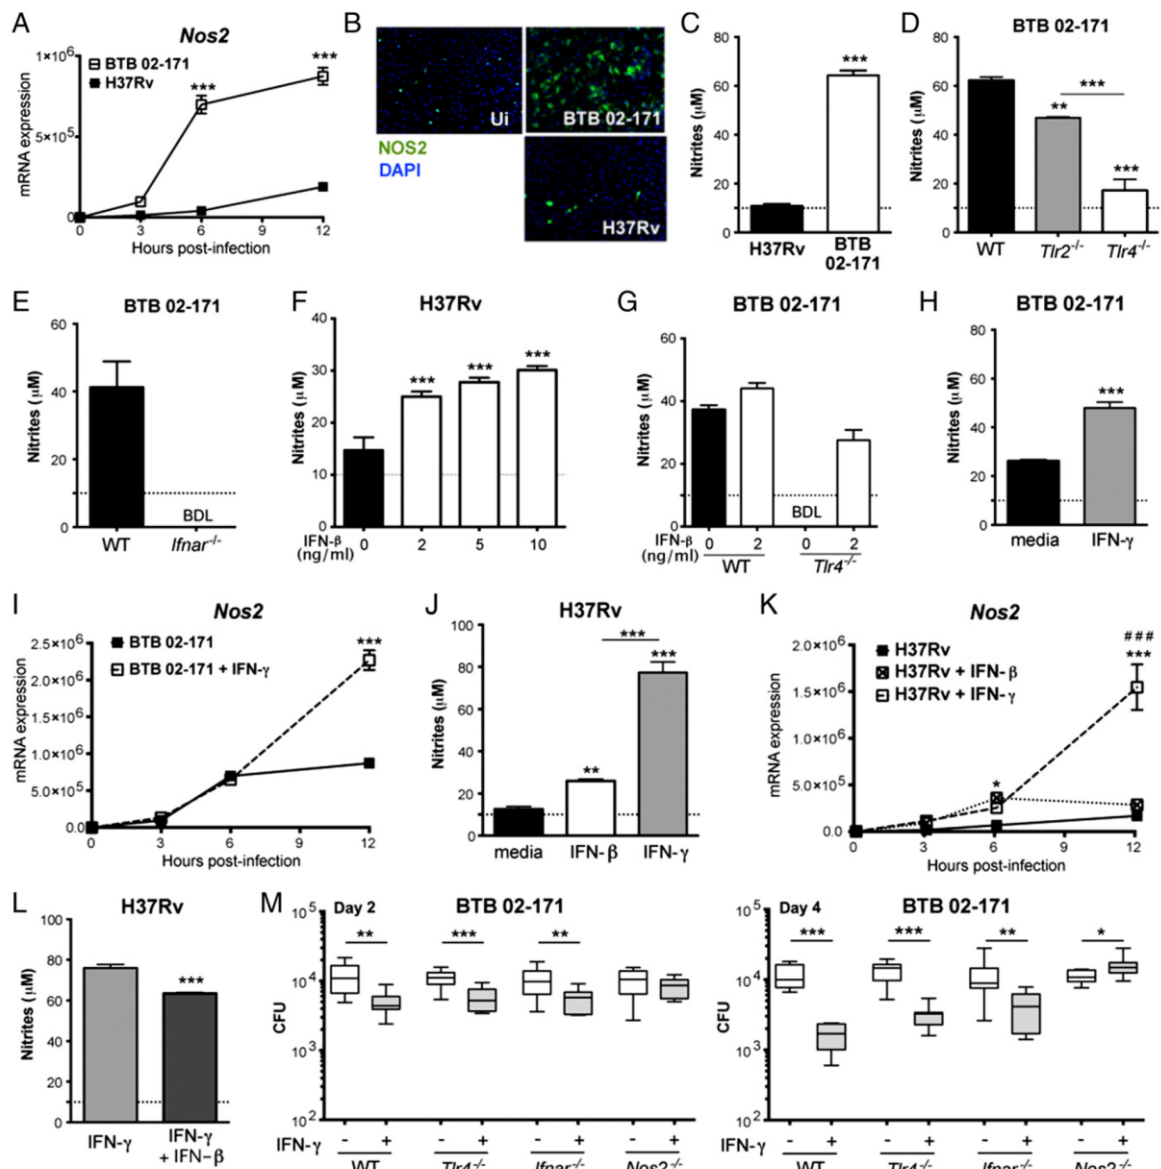 A
Nos2
1×10⁶
5×10⁵
0
mRNA expression
BTB 02-171
H37Rv
***
***
0 3 6 9 12
Hours post-infection
B
Ui
BTB 02-171
NOS2
DAPI
H37Rv
C
80
60
40
20
0
Nitrites (μM)
***
H37Rv
BTB
02-171
D
BTB 02-171
80
60
40
20
0
Nitrites (μM)
***
**
***
WT Tlr2-/- Tlr4-/-
E
BTB 02-171
60
40
20
0
Nitrites (μM)
BDL
WT Ifnar-/-
F
H37Rv
40
30
20
10
0
Nitrites (μM)
***
***
***
IFN-β
(ng/ml)
0 2 5 10
G
BTB 02-171
60
40
20
0
Nitrites (μM)
BDL
IFN-β
(ng/ml)
0 2 0 2
WT Tlr4-/-
H
BTB 02-171
80
60
40
20
0
Nitrites (μM)
***
media IFN-γ
I
Nos2
2.5×10⁶
2.0×10⁶
1.5×10⁶
1.0×10⁶
5.0×10⁵
0.0
mRNA expression
BTB 02-171
BTB 02-171 + IFN-γ
***
0 3 6 9 12
Hours post-infection
J
H37Rv
100
80
60
40
20
0
Nitrites (μM)
***
**
***
media IFN-β IFN-γ
K
Nos2
2.0×10⁶
1.5×10⁶
1.0×10⁶
5.0×10⁵
0.0
mRNA expression
H37Rv
H37Rv + IFN-β
H37Rv + IFN-γ
###
***
*
0 3 6 9 12
Hours post-infection
L
H37Rv
100
80
60
40
20
0
Nitrites (μM)
***
IFN-γ
IFN-γ
+ IFN-β
M
Day 2
BTB 02-171
10⁵
10⁴
10³
10²
CFU
**
***
**
IFN-γ - + - + - + - +
WT Tlr4-/- Ifnar-/- Nos2-/-
Day 4
BTB 02-171
10⁵
10⁴
10³
10²
CFU
***
***
**
*
IFN-γ - + - + - + - +
WT Tlr4-/- Ifnar-/- Nos2-/-